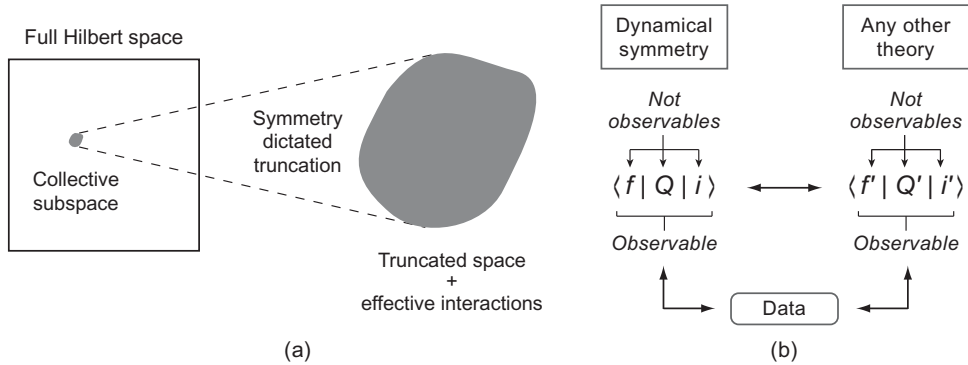 Full Hilbert space
Collective
subspace
Symmetry
dictated
truncation
Truncated space
+
effective interactions
(a)
Dynamical
symmetry
Any other
theory
Not
observables
Not
observables
⟨ f | Q | i ⟩
⟨ f' | Q' | i' ⟩
Observable
Observable
Data
(b)